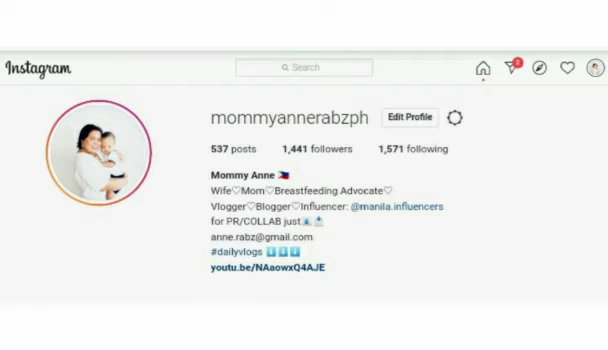 Instagram
Search
2
mommyannerabzph Edit Profile
537 posts 1,441 followers 1,571 following
Mommy Anne 🇵🇭
Wife♡Mom♡Breastfeeding Advocate♡
Vlogger♡Blogger♡Influencer: @manila.influencers
for PR/COLLAB just📧📩
anne.rabz@gmail.com
#dailyvlogs ⬇️⬇️⬇️
youtu.be/NAaowxQ4AJE